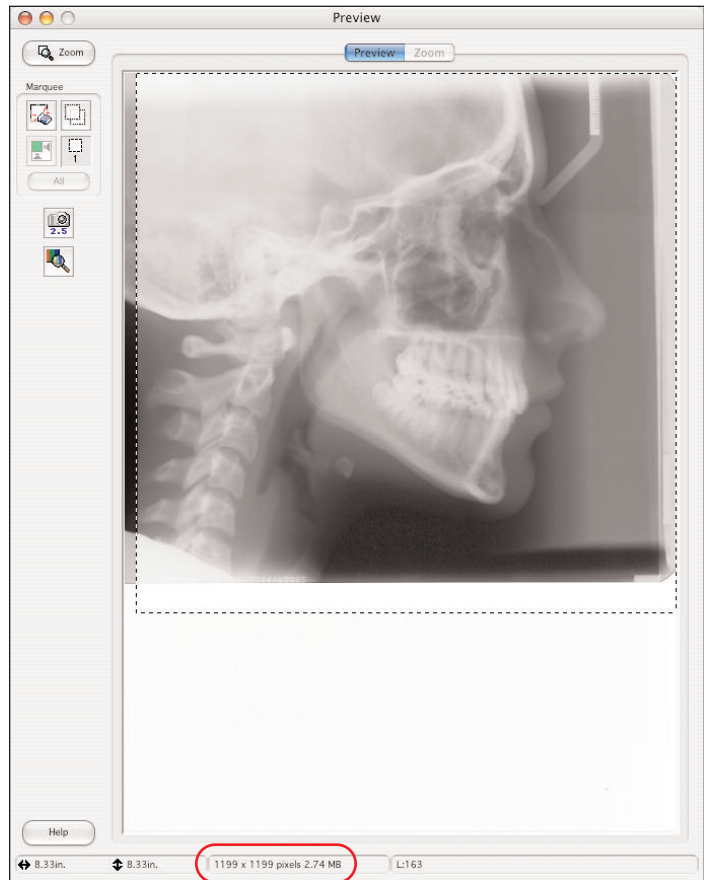 Preview
Zoom
Preview Zoom
Marquee
1
All
2.5
Help
8.33in. 8.33in. 1199 x 1199 pixels 2.74 MB L:163